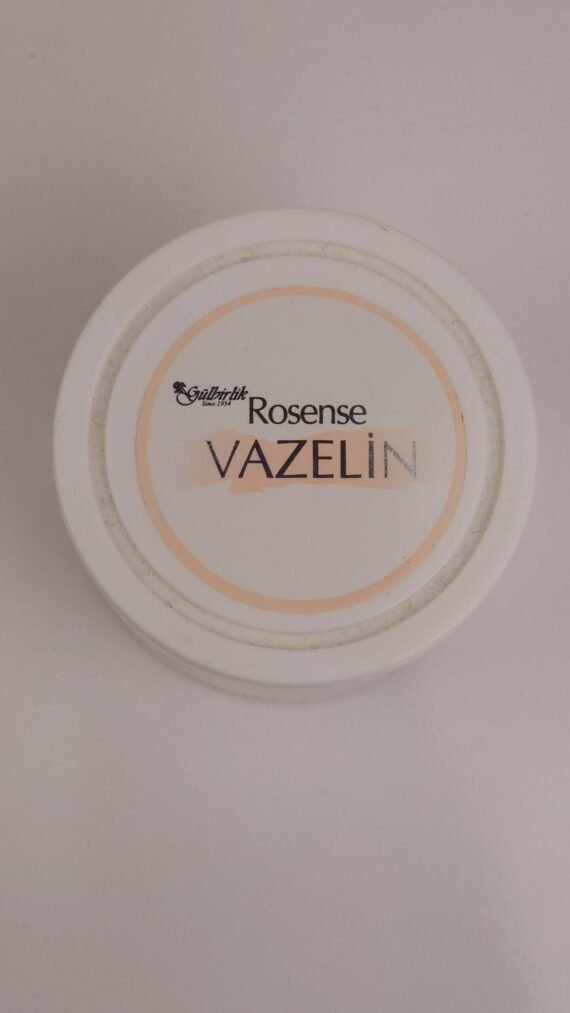 Gülbirlik
Since 1954
Rosense
VAZELİN